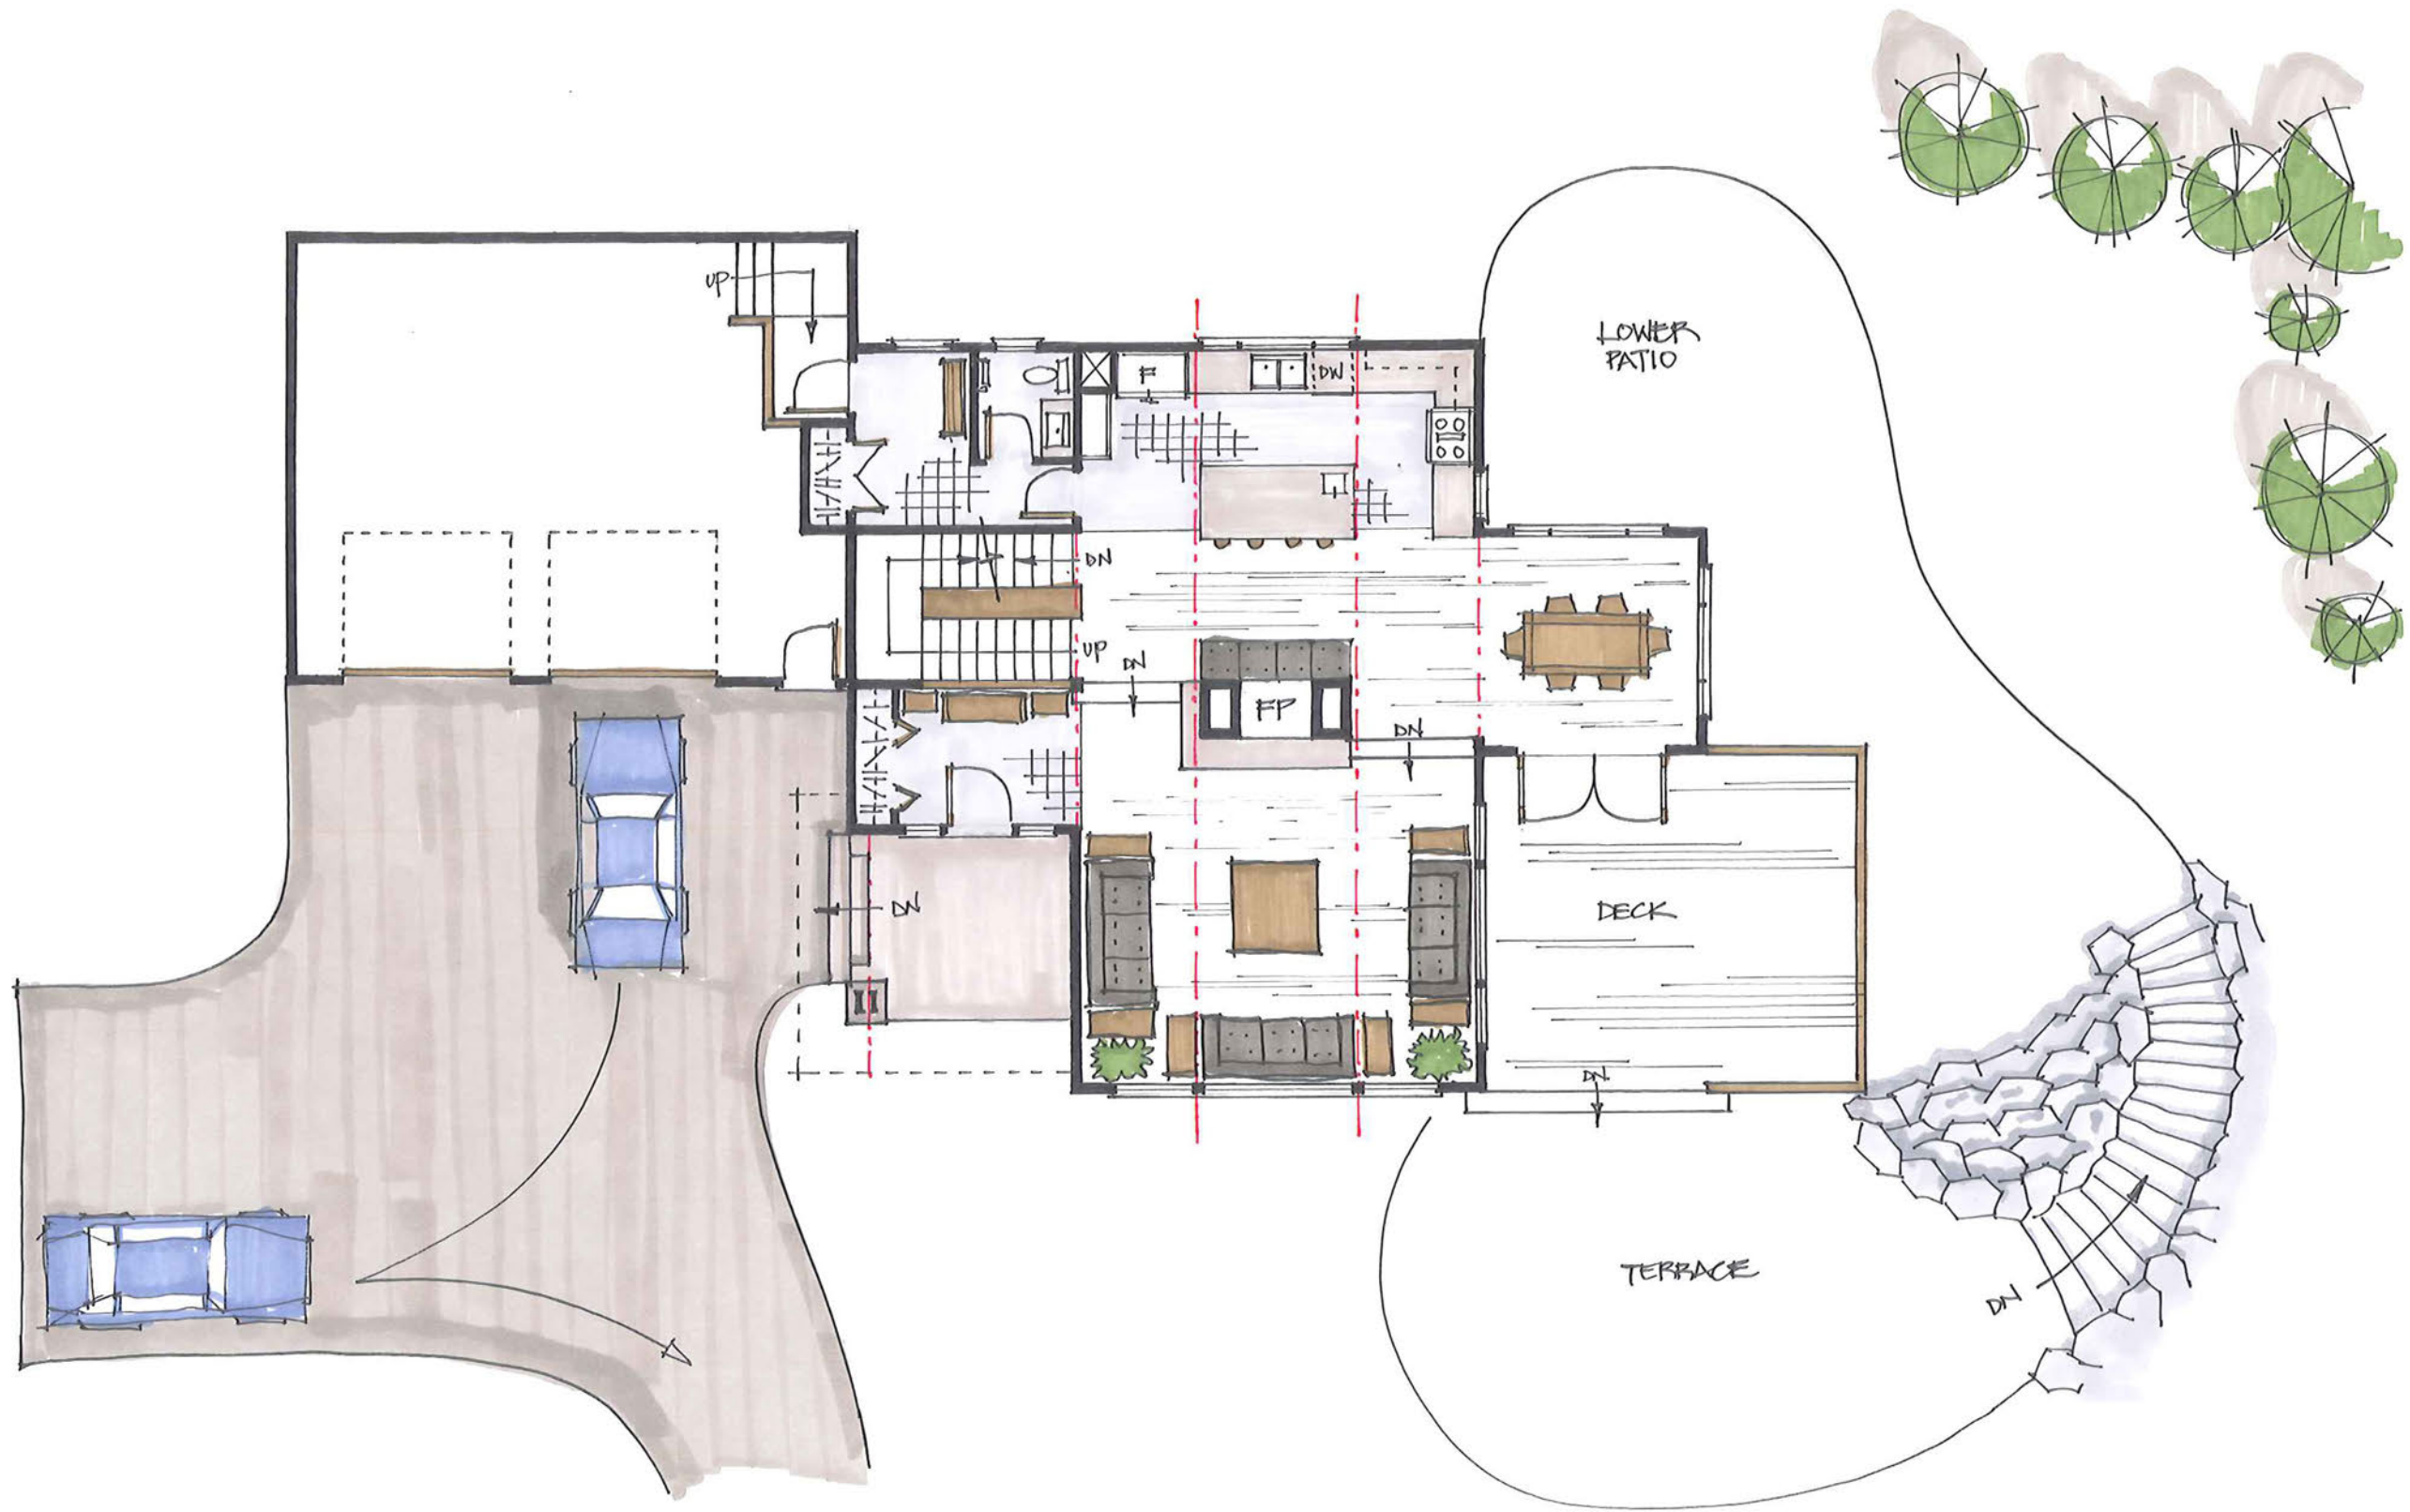 UP
LOWER
PATIO
F
DW
DN
UP
DN
FP
DN
DN
DECK
DN
TERRACE
DN